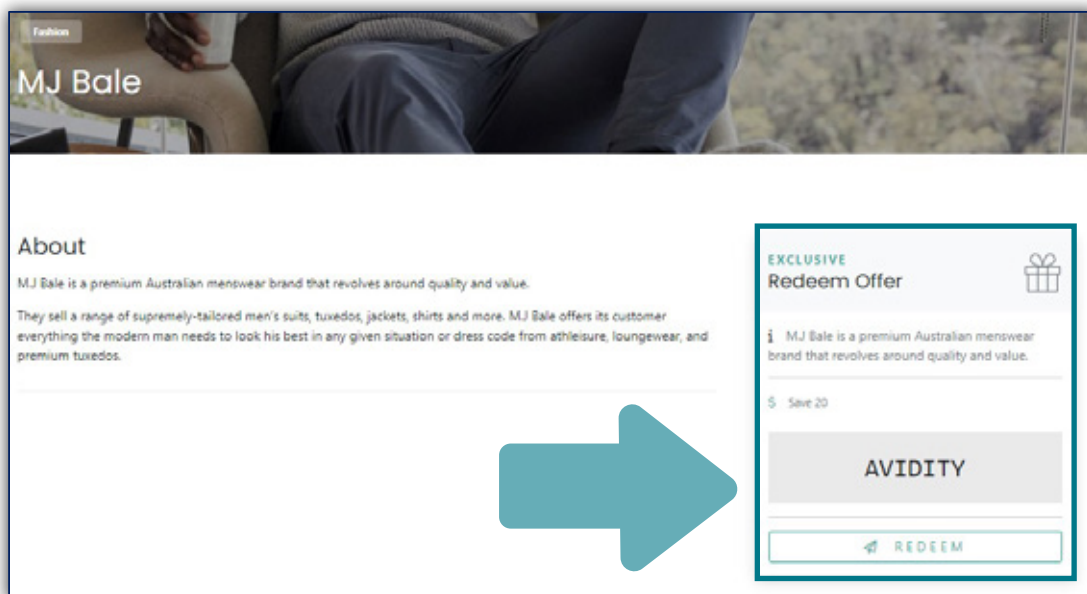 Fashion
MJ Bale
About
MJ Bale is a premium Australian menswear brand that revolves around quality and value.
They sell a range of supremely-tailored men's suits, tuxedos, jackets, shirts and more. MJ Bale offers its customer
everything the modern man needs to look his best in any given situation or dress code from athleisure, loungewear, and
premium tuxedos.
EXCLUSIVE
Redeem Offer
i MJ Bale is a premium Australian menswear
brand that revolves around quality and value.
$ Save 20
AVIDITY
REDEEM